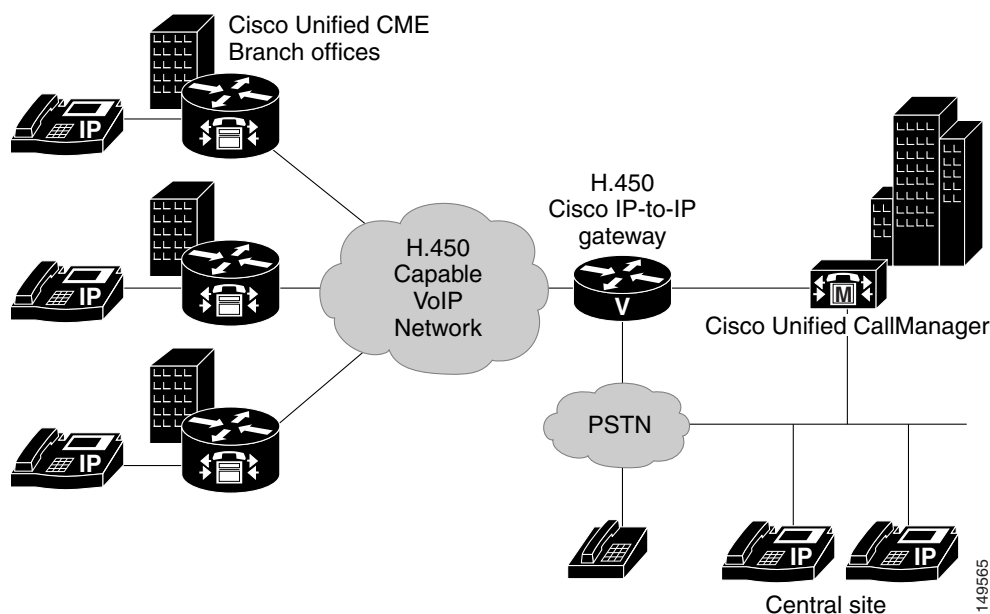 Cisco Unified CME
Branch offices
IP
IP
IP
H.450
Capable
VoIP
Network
H.450
Cisco IP-to-IP
gateway
V
M
Cisco Unified CallManager
PSTN
IP
IP
Central site
149565